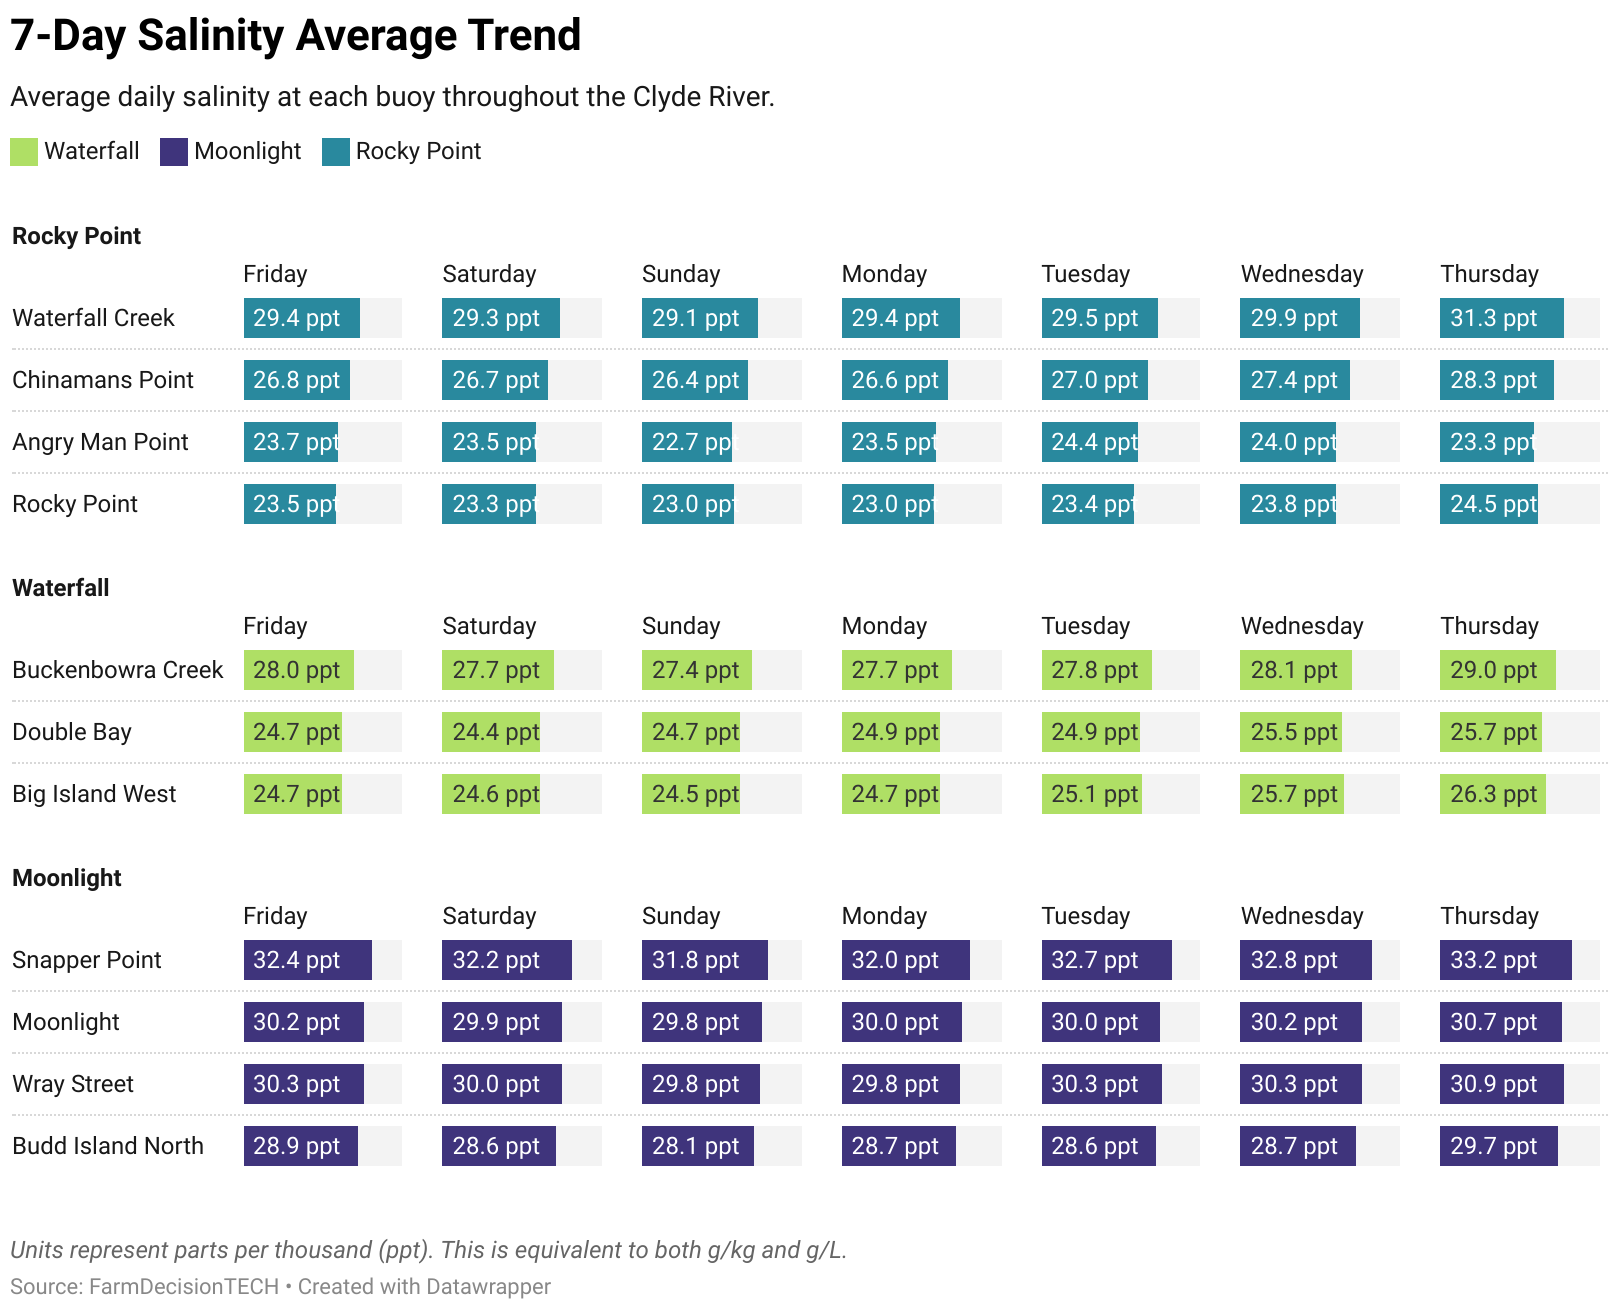 7-Day Salinity Average Trend
Average daily salinity at each buoy throughout the Clyde River.
Waterfall Moonlight Rocky Point
Rocky Point
Friday Saturday Sunday Monday Tuesday Wednesday Thursday
Waterfall Creek 29.4 ppt 29.3 ppt 29.1 ppt 29.4 ppt 29.5 ppt 29.9 ppt 31.3 ppt
Chinamans Point 26.8 ppt 26.7 ppt 26.4 ppt 26.6 ppt 27.0 ppt 27.4 ppt 28.3 ppt
Angry Man Point 23.7 ppt 23.5 ppt 22.7 ppt 23.5 ppt 24.4 ppt 24.0 ppt 23.3 ppt
Rocky Point 23.5 ppt 23.3 ppt 23.0 ppt 23.0 ppt 23.4 ppt 23.8 ppt 24.5 ppt
Waterfall
Friday Saturday Sunday Monday Tuesday Wednesday Thursday
Buckenbowra Creek 28.0 ppt 27.7 ppt 27.4 ppt 27.7 ppt 27.8 ppt 28.1 ppt 29.0 ppt
Double Bay 24.7 ppt 24.4 ppt 24.7 ppt 24.9 ppt 24.9 ppt 25.5 ppt 25.7 ppt
Big Island West 24.7 ppt 24.6 ppt 24.5 ppt 24.7 ppt 25.1 ppt 25.7 ppt 26.3 ppt
Moonlight
Friday Saturday Sunday Monday Tuesday Wednesday Thursday
Snapper Point 32.4 ppt 32.2 ppt 31.8 ppt 32.0 ppt 32.7 ppt 32.8 ppt 33.2 ppt
Moonlight 30.2 ppt 29.9 ppt 29.8 ppt 30.0 ppt 30.0 ppt 30.2 ppt 30.7 ppt
Wray Street 30.3 ppt 30.0 ppt 29.8 ppt 29.8 ppt 30.3 ppt 30.3 ppt 30.9 ppt
Budd Island North 28.9 ppt 28.6 ppt 28.1 ppt 28.7 ppt 28.6 ppt 28.7 ppt 29.7 ppt
Units represent parts per thousand (ppt). This is equivalent to both g/kg and g/L.
Source: FarmDecisionTECH • Created with Datawrapper